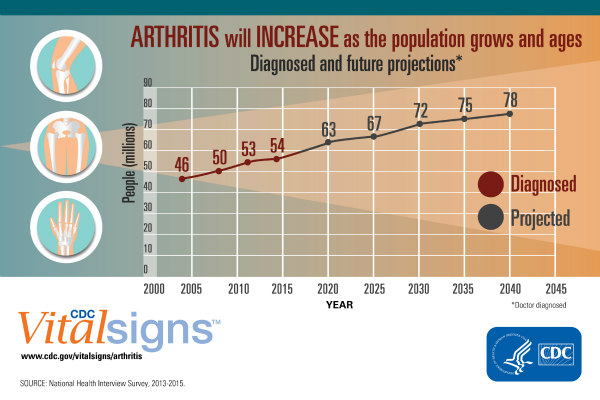 ARTHRITIS will INCREASE as the population grows and ages
Diagnosed and future projections*
People (millions)
90
80
70
60
50
40
30
20
10
0
46
50
53
54
63
67
72
75
78
Diagnosed
Projected
2000 2005 2010 2015 2020 2025 2030 2035 2040 2045
YEAR
*Doctor diagnosed
CDC
Vitalsigns™
www.cdc.gov/vitalsigns/arthritis
CDC
SOURCE: National Health Interview Survey, 2013-2015.